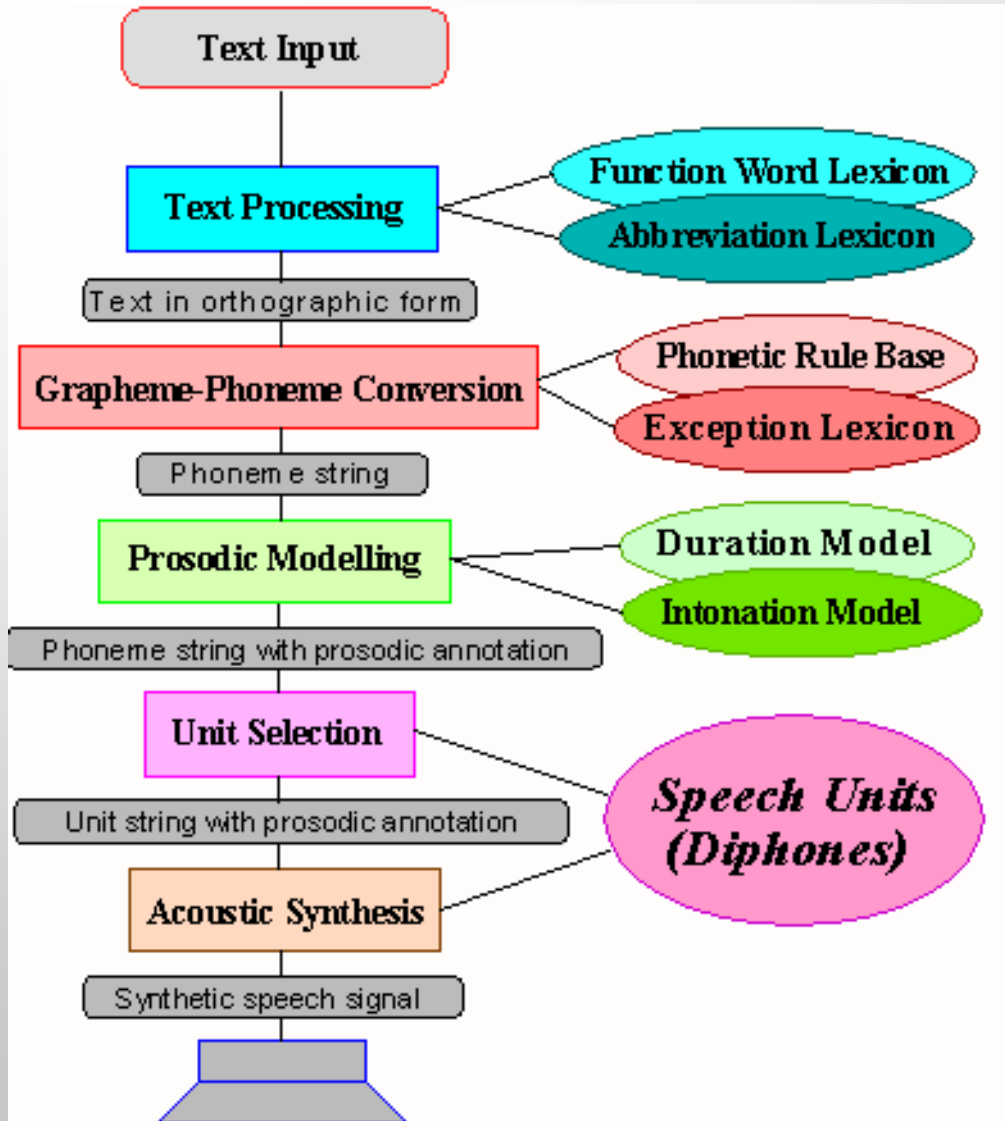 Text Input
Function Word Lexicon
Text Processing
Abbreviation Lexicon
Text in orthographic form
Phonetic Rule Base
Grapheme-Phoneme Conversion
Exception Lexicon
Phoneme string
Duration Model
Prosodic Modelling
Intonation Model
Phoneme string with prosodic annotation
Unit Selection
Speech Units
(Diphones)
Unit string with prosodic annotation
Acoustic Synthesis
Synthetic speech signal